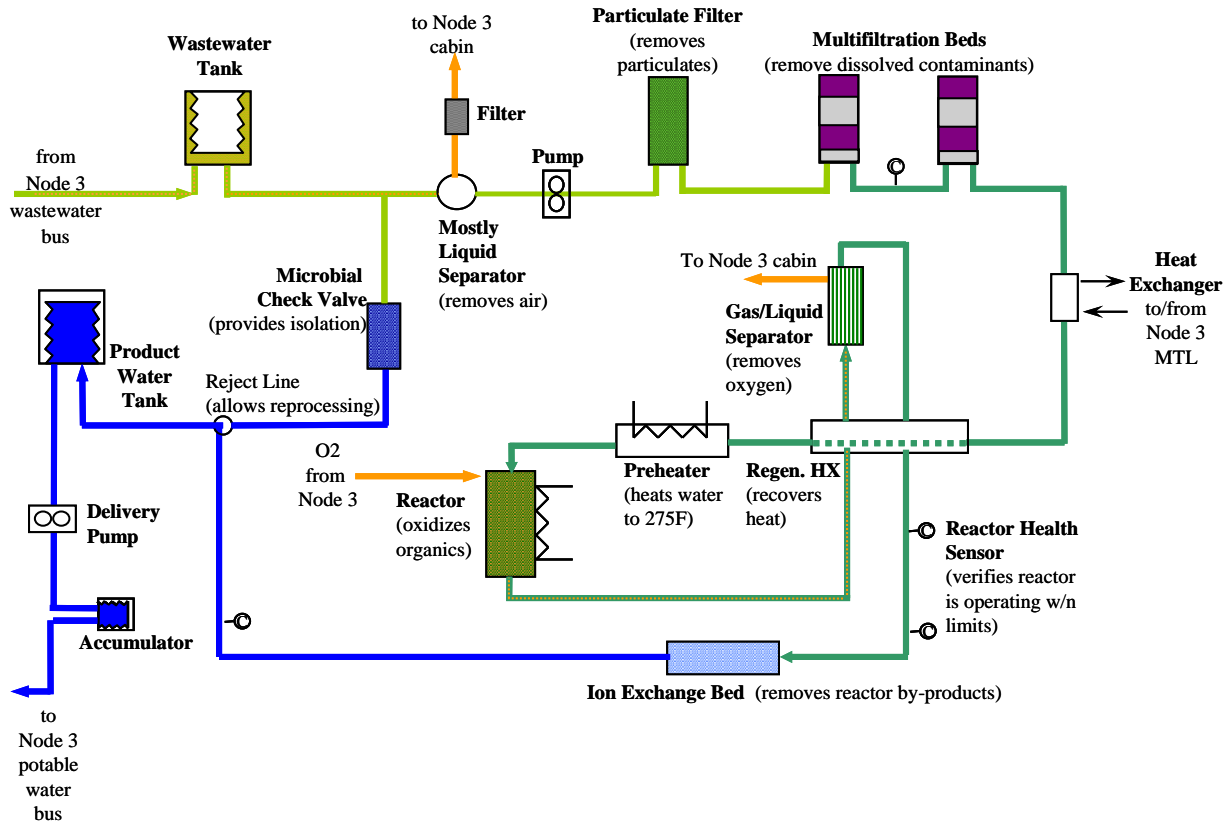 to Node 3
cabin
Particulate Filter
(removes
particulates)
Wastewater
Tank
Multifiltration Beds
(remove dissolved contaminants)
Filter
Pump
from
Node 3
wastewater
bus
C
Mostly
Liquid
Separator
(removes air)
To Node 3 cabin
Heat
Exchanger
to/from
Node 3
MTL
Microbial
Check Valve
(provides isolation)
Gas/Liquid
Separator
(removes
oxygen)
Product
Water
Tank
Reject Line
(allows reprocessing)
O2
from
Node 3
Reactor
(oxidizes
organics)
Preheater
(heats water
to 275F)
Regen. HX
(recovers
heat)
Delivery
Pump
C
Reactor Health
Sensor
(verifies reactor
is operating w/n
limits)
C
C
Accumulator
Ion Exchange Bed (removes reactor by-products)
to
Node 3
potable
water
bus